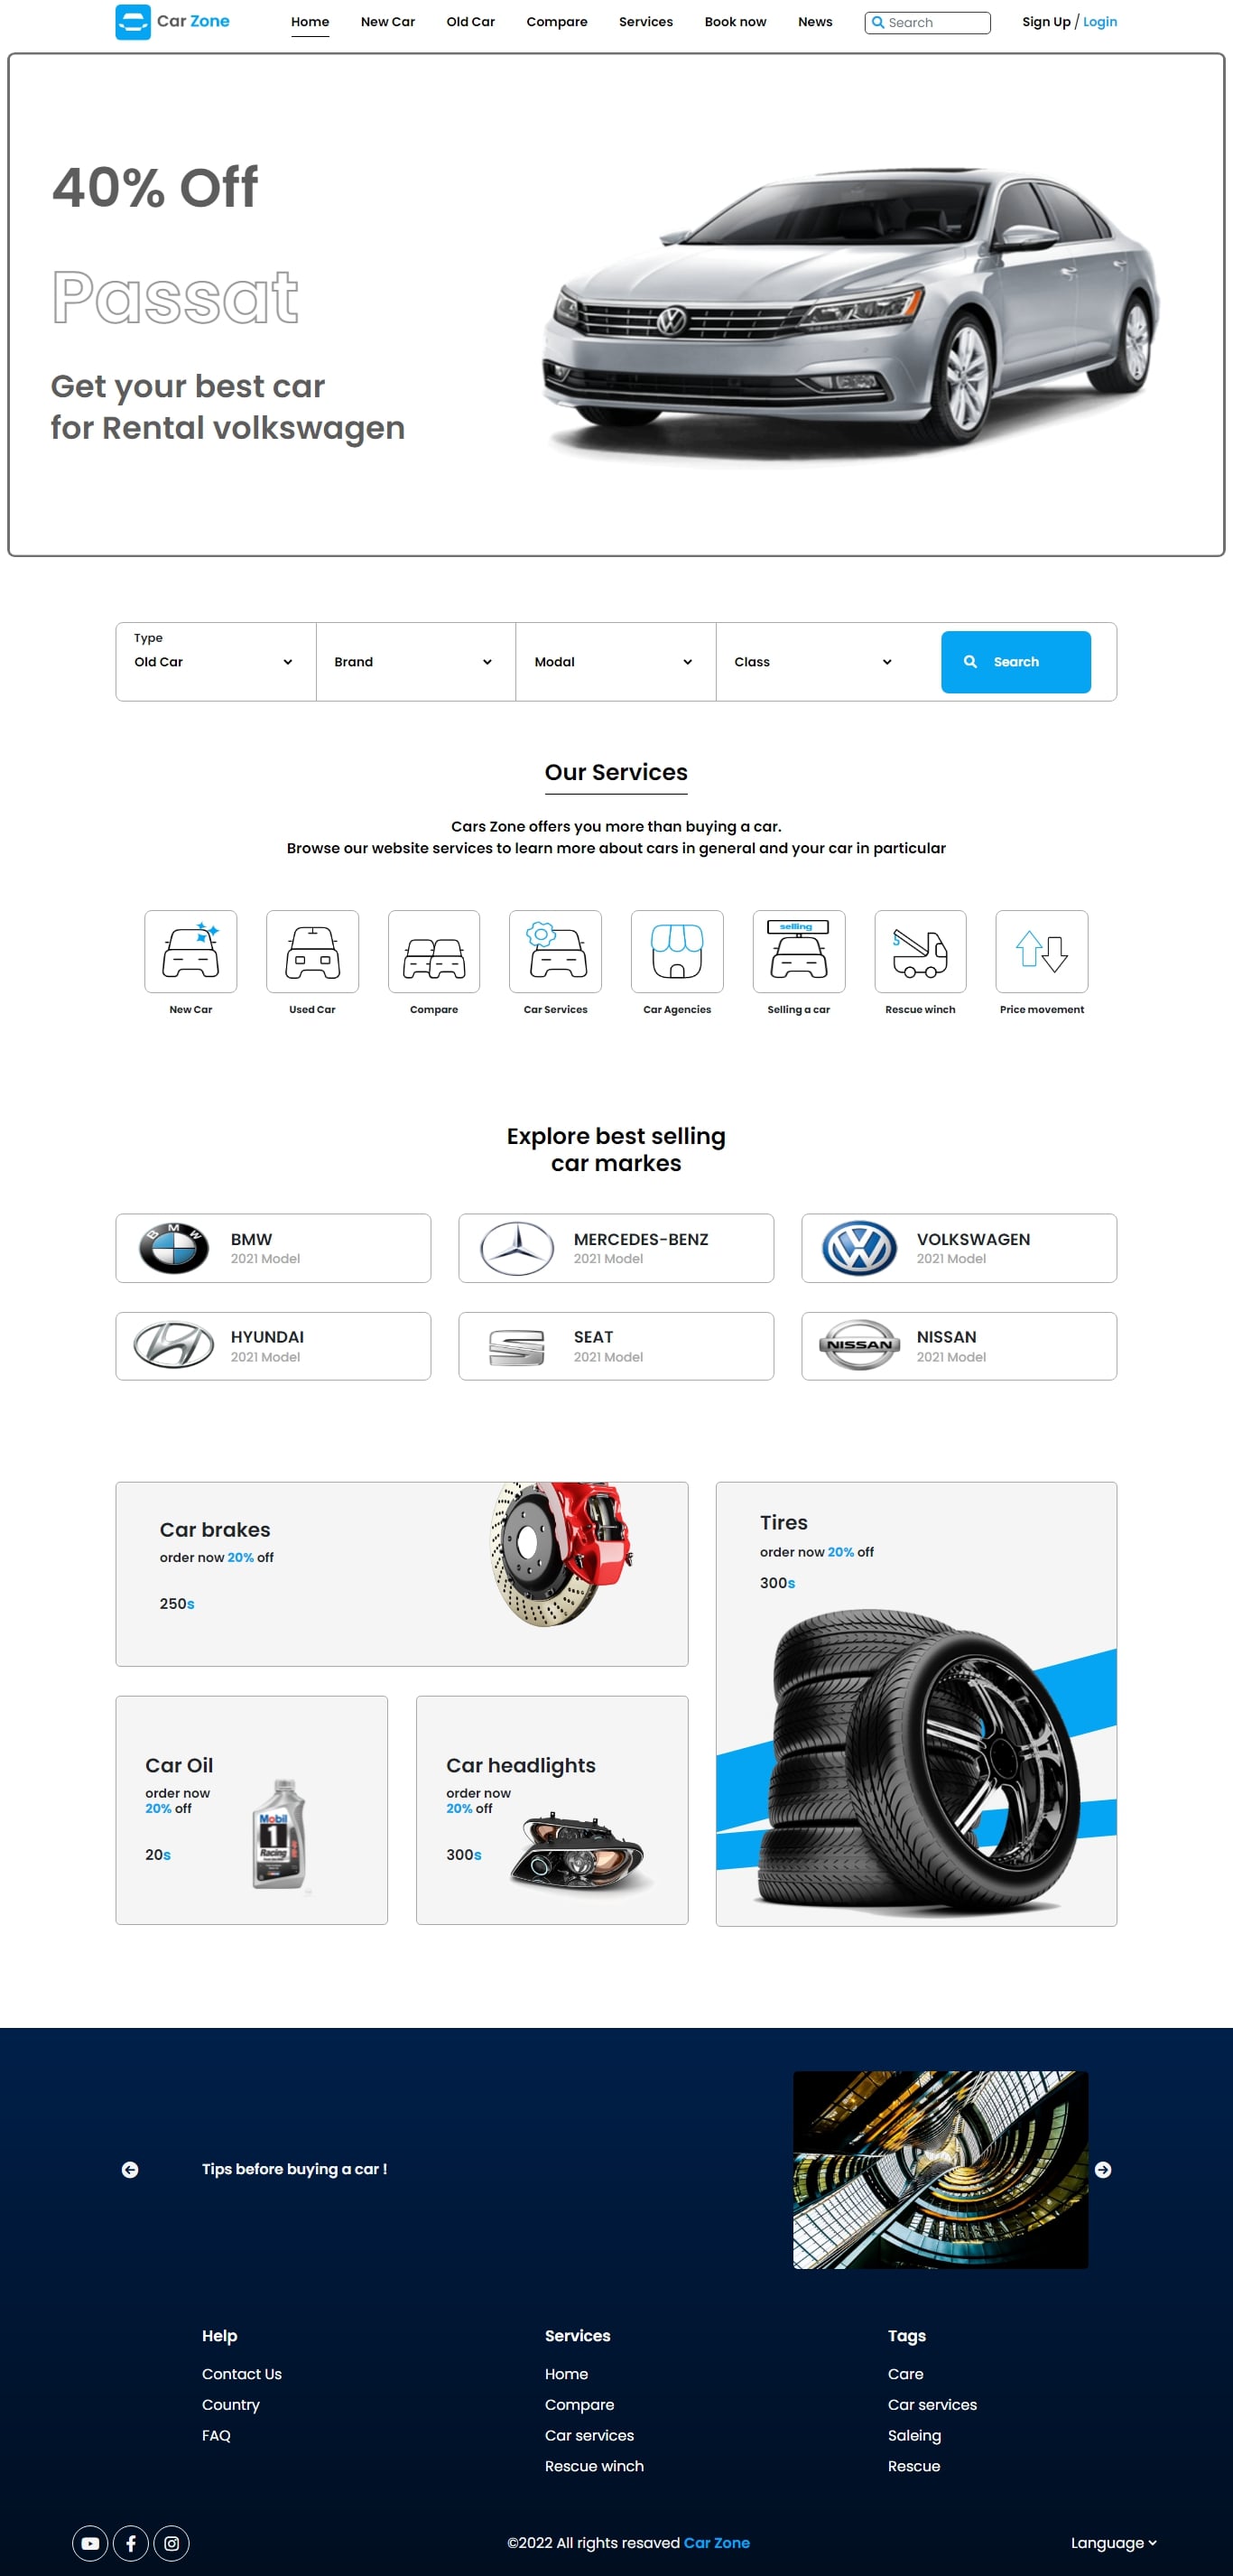 Car Zone
Home
New Car
Old Car
Compare
Services
Book now
News
Search
Sign Up / Login
40% Off
Passat
Get your best car
for Rental volkswagen
Type
Old Car
Brand
Modal
Class
Search
Our Services
Cars Zone offers you more than buying a car.
Browse our website services to learn more about cars in general and your car in particular
selling
New Car
Used Car
Compare
Car Services
Car Agencies
Selling a car
Rescue winch
Price movement
Explore best selling
car markes
BMW
BMW
2021 Model
MERCEDES-BENZ
2021 Model
VOLKSWAGEN
2021 Model
HYUNDAI
2021 Model
SEAT
2021 Model
NISSAN
NISSAN
2021 Model
Car brakes
order now 20% off
250s
Tires
order now 20% off
300s
Car Oil
order now
20% off
20s
Mobil
1
Racing
Car headlights
order now
20% off
300s
Tips before buying a car !
Help
Contact Us
Country
FAQ
Services
Home
Compare
Car services
Rescue winch
Tags
Care
Car services
Saleing
Rescue
©2022 All rights resaved Car Zone
Language